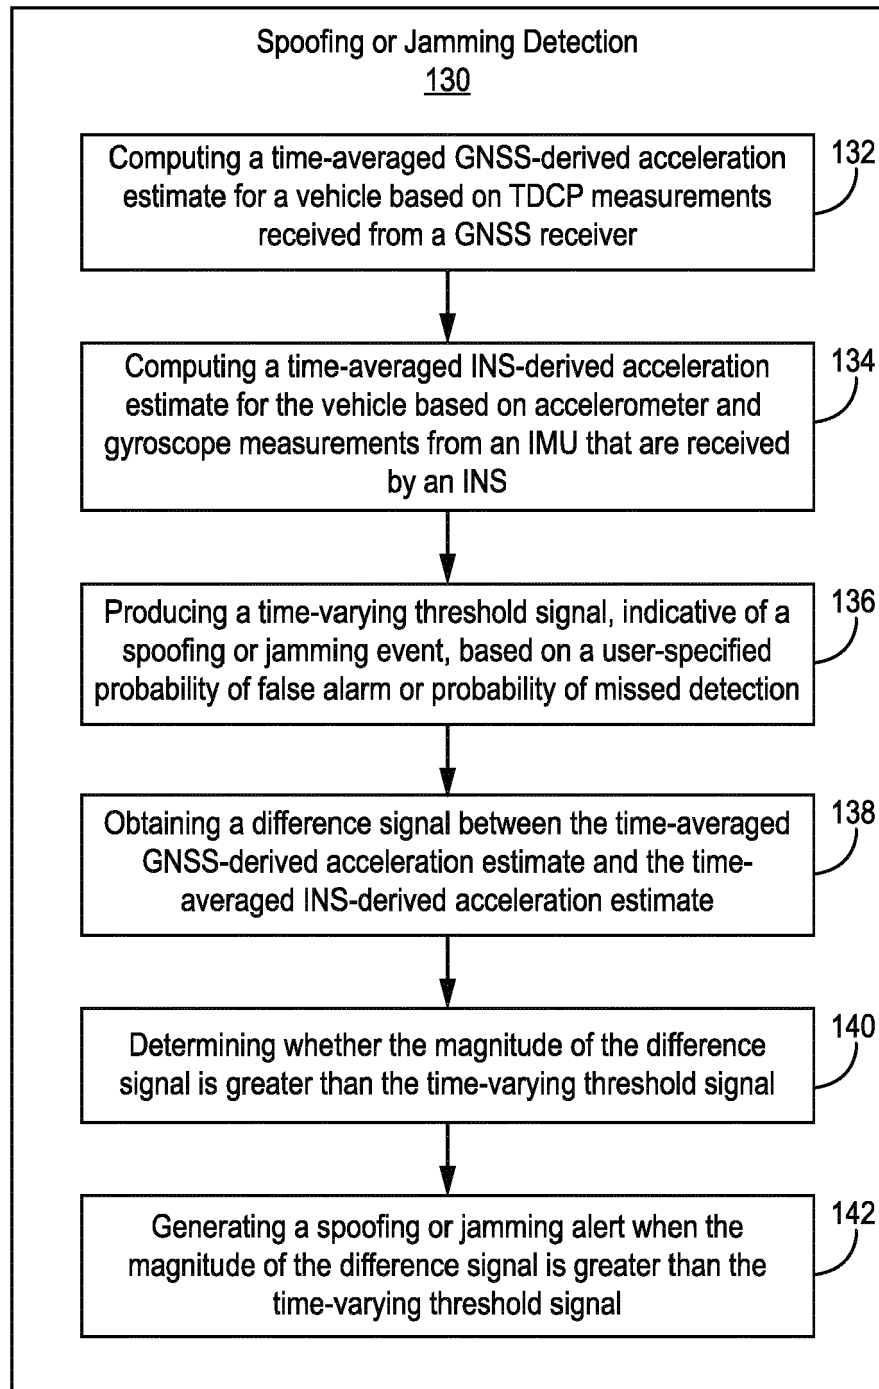 Spoofing or Jamming Detection
130
Computing a time-averaged GNSS-derived acceleration
estimate for a vehicle based on TDCP measurements
received from a GNSS receiver
132
Computing a time-averaged INS-derived acceleration
estimate for the vehicle based on accelerometer and
gyroscope measurements from an IMU that are received
by an INS
134
Producing a time-varying threshold signal, indicative of a
spoofing or jamming event, based on a user-specified
probability of false alarm or probability of missed detection
136
Obtaining a difference signal between the time-averaged
GNSS-derived acceleration estimate and the time-
averaged INS-derived acceleration estimate
138
Determining whether the magnitude of the difference
signal is greater than the time-varying threshold signal
140
Generating a spoofing or jamming alert when the
magnitude of the difference signal is greater than the
time-varying threshold signal
142